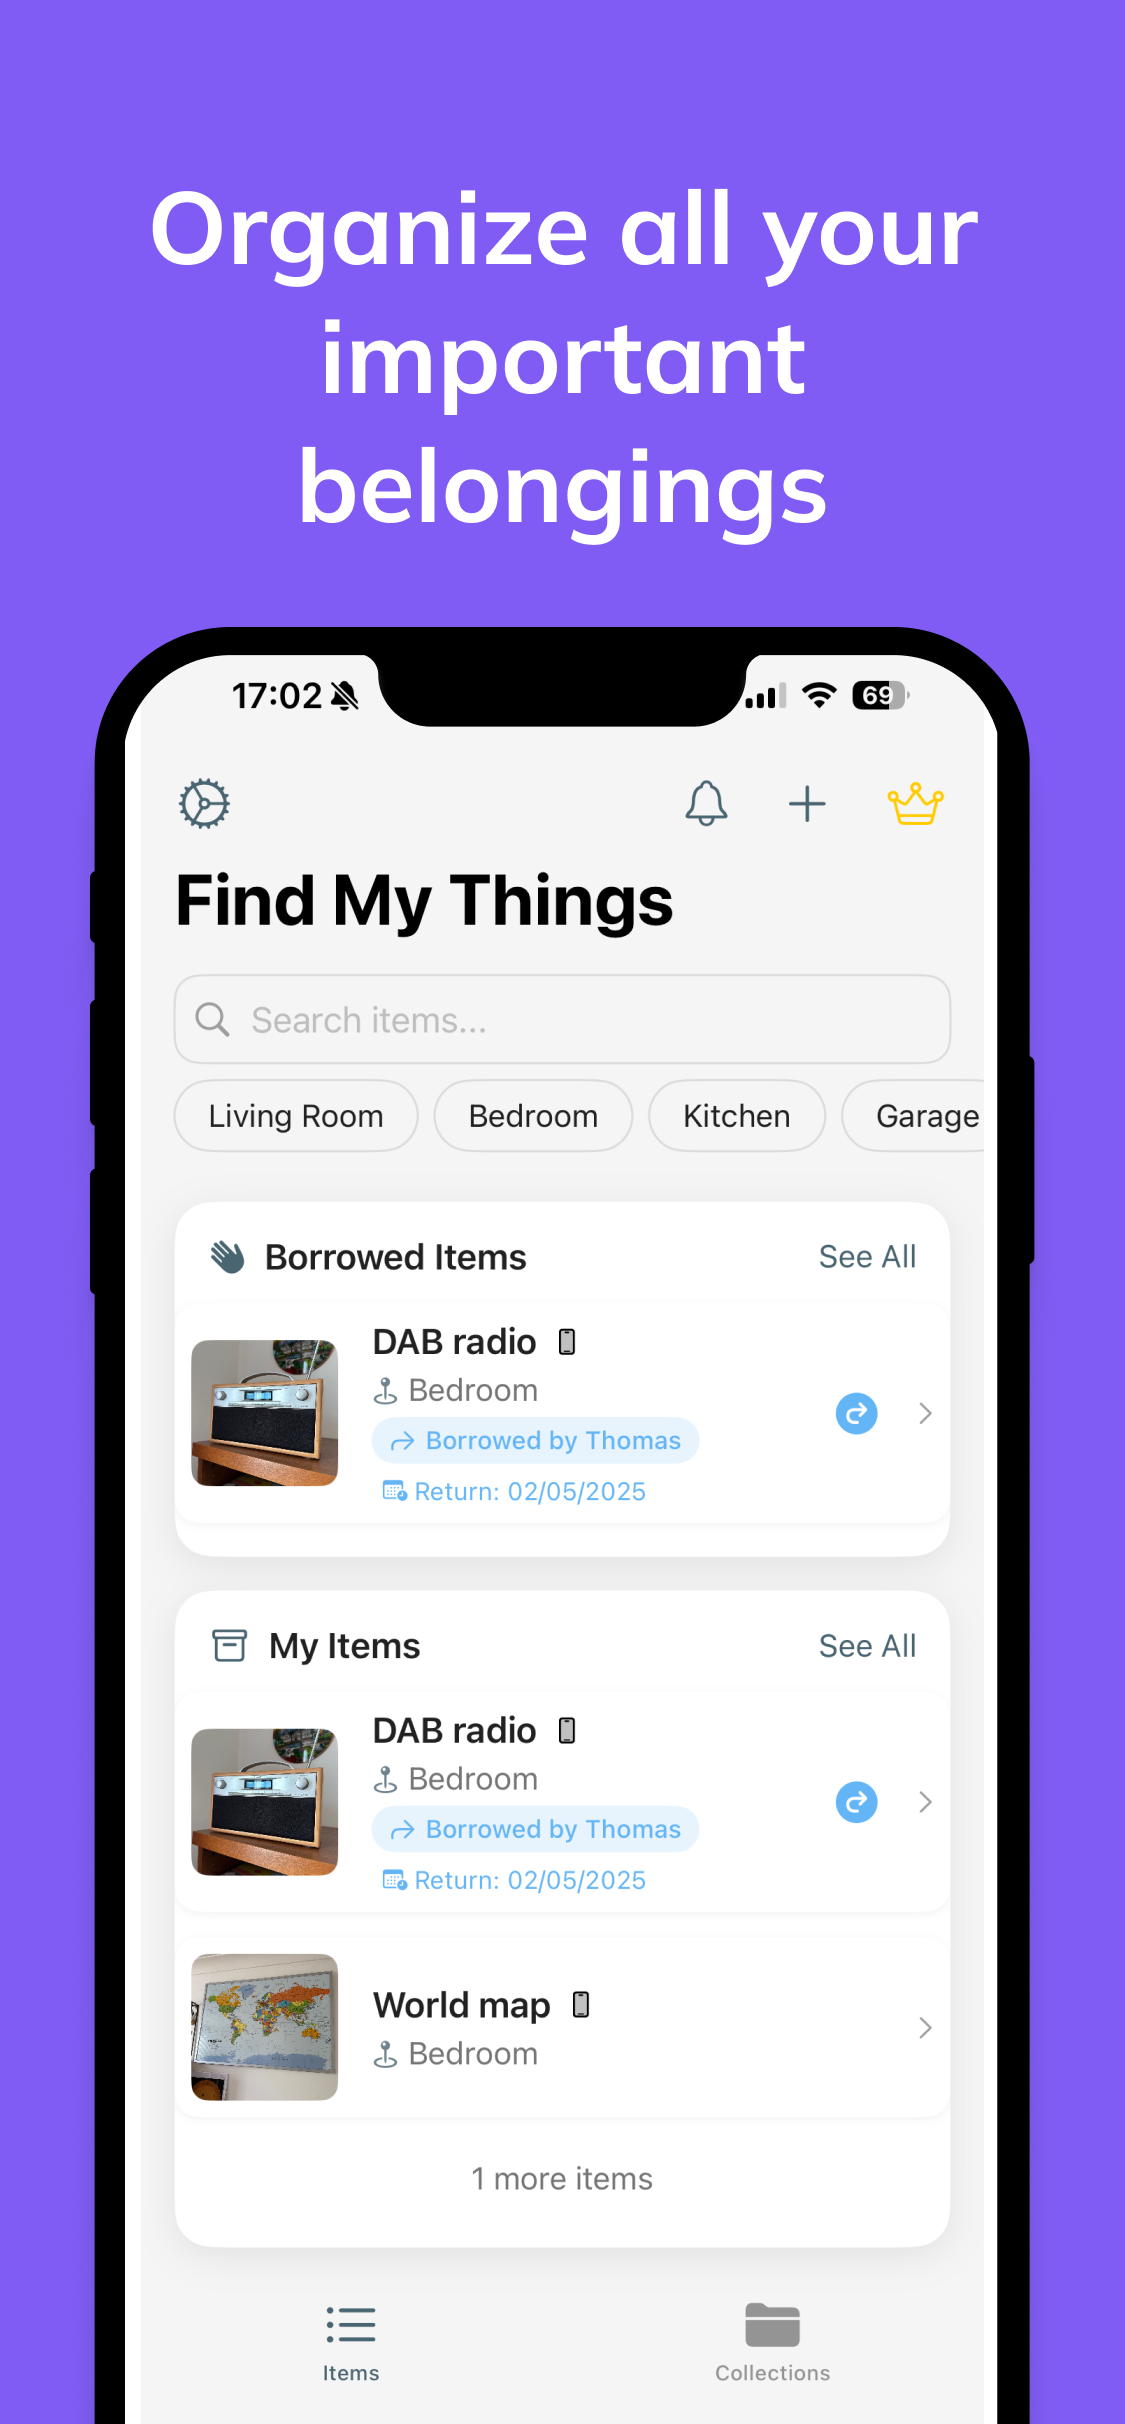 Organize all your
important
belongings
17:02
69
Find My Things
Search items...
Living Room
Bedroom
Kitchen
Garage
Borrowed Items
See All
DAB radio
Bedroom
Borrowed by Thomas
Return: 02/05/2025
My Items
See All
DAB radio
Bedroom
Borrowed by Thomas
Return: 02/05/2025
World map
Bedroom
1 more items
Items
Collections